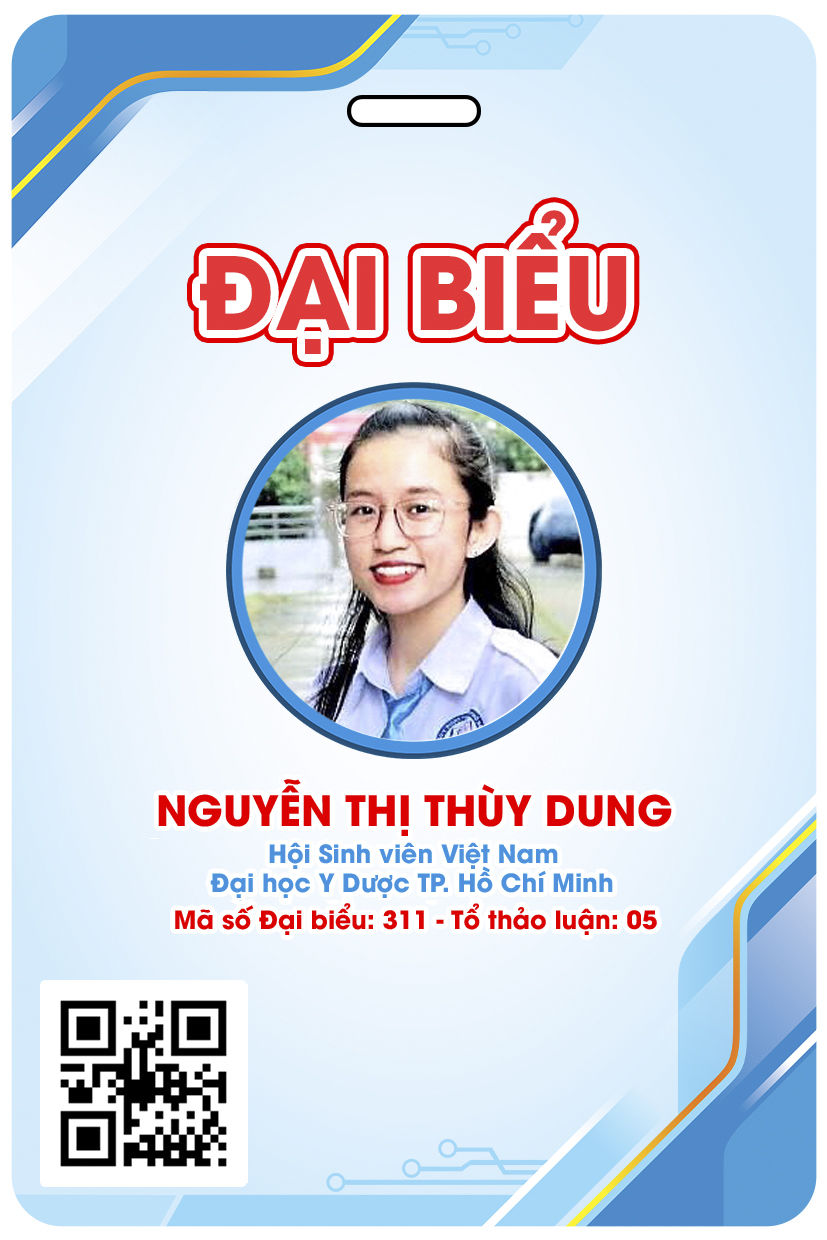 ĐẠI BIỂU
NGUYỄN THỊ THÙY DUNG
Hội Sinh viên Việt Nam
Đại học Y Dược TP. Hồ Chí Minh
Mã số Đại biểu: 311 - Tổ thảo luận: 05